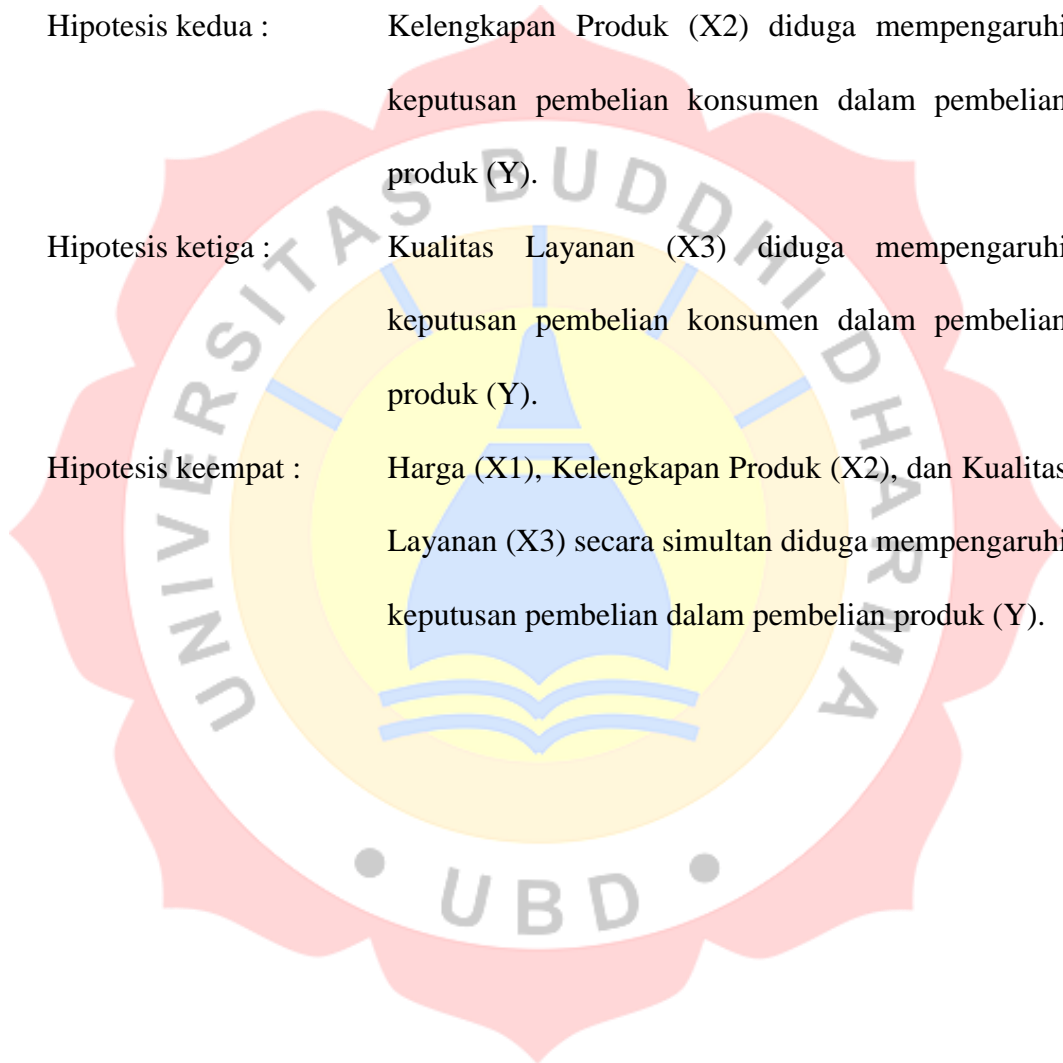 Hipotesis kedua : Kelengkapan Produk (X2) diduga mempengaruhi
keputusan pembelian konsumen dalam pembelian
produk (Y).
Hipotesis ketiga : Kualitas Layanan (X3) diduga mempengaruhi
keputusan pembelian konsumen dalam pembelian
produk (Y).
Hipotesis keempat : Harga (X1), Kelengkapan Produk (X2), dan Kualitas
Layanan (X3) secara simultan diduga mempengaruhi
keputusan pembelian dalam pembelian produk (Y).
UNIVERSITAS BUDDHI DHARMA
• UBD •